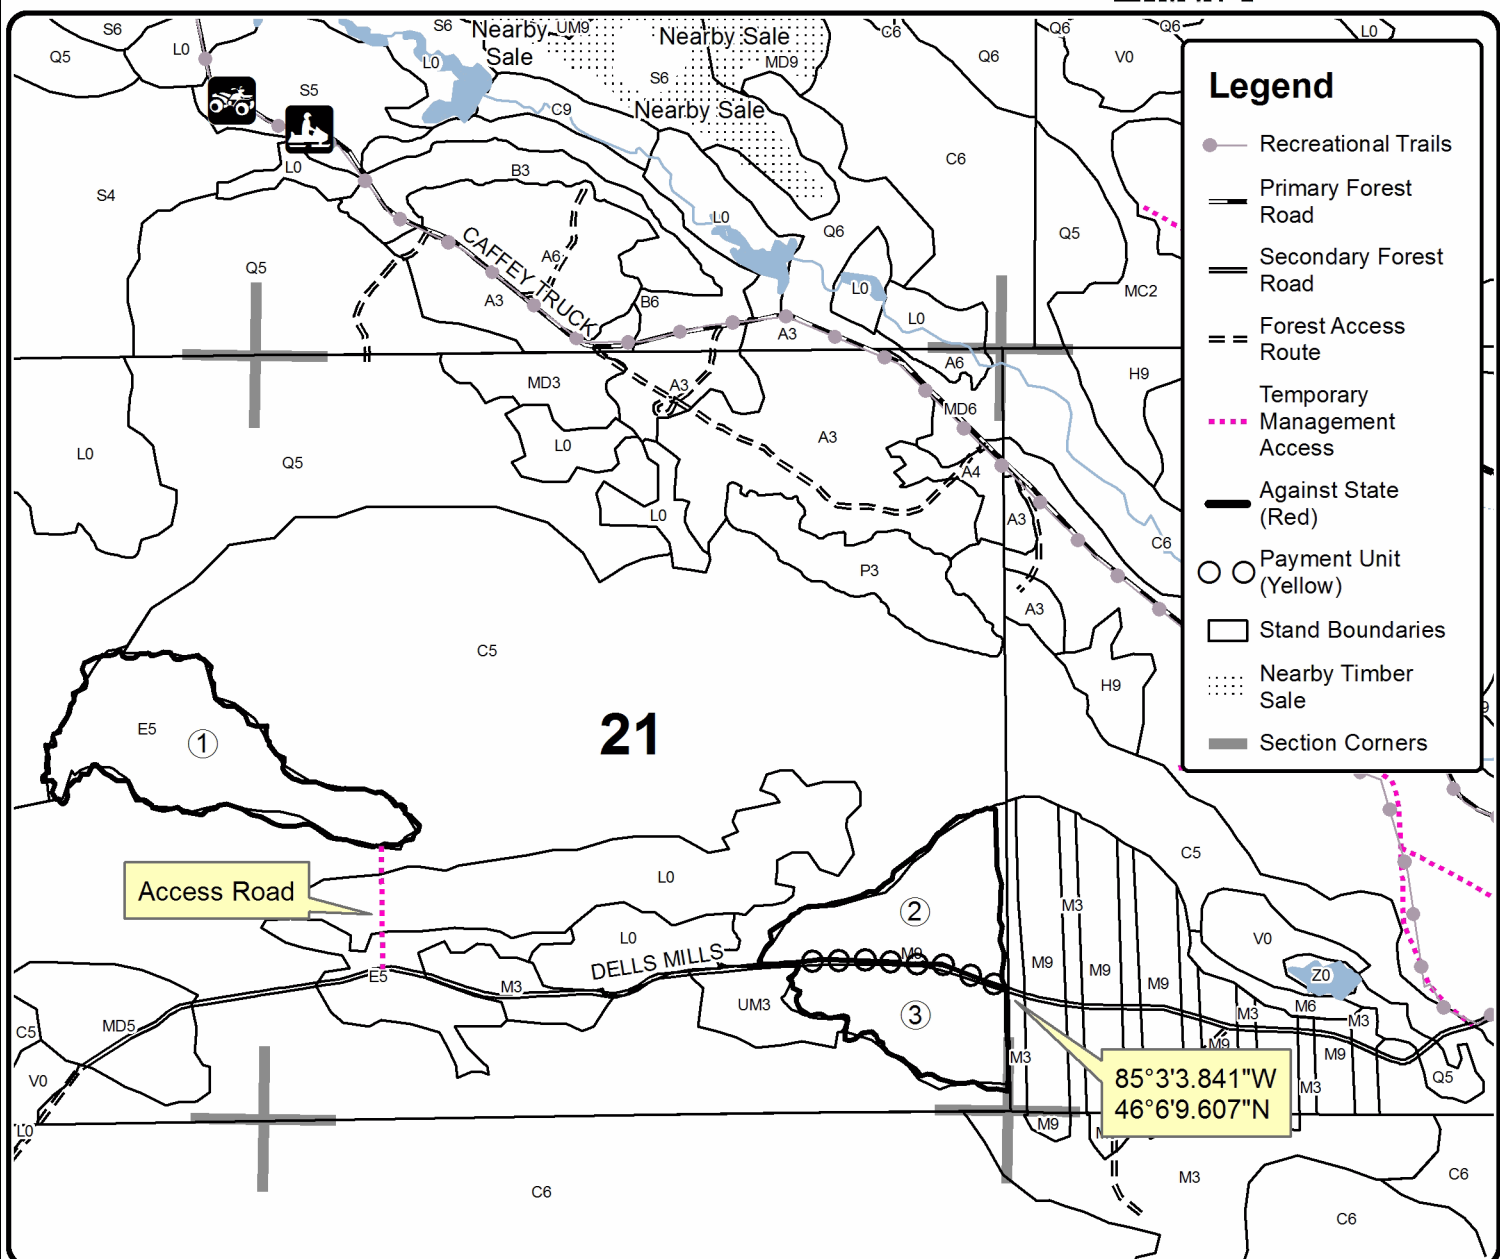 S6
Q5
L0
S5
S6
L0
Nearby
Sale
UM9
Nearby Sale
S6
MD9
Nearby Sale
C6
Q6
Q6
V0
Q6
L0
C9
C6
S4
L0
B3
L0
Q6
Q5
Q5
A6
CAFFEY TRUCK
A3
B6
L0
L0
MC2
A3
A6
H9
MD3
A3
MD6
L0
Q5
L0
A3
A4
L0
A3
C6
P3
A3
C5
H9
E5
1
21
Access Road
L0
C5
M3
2
L0
M9
V0
DELLS MILLS
M9
M9
M9
Z0
E5
M3
UM3
3
M6
M3
M3
C5
MD5
M9
M9
M3
V0
M3
Q5
L0
85°3'3.841"W
46°6'9.607"N
M9
M3
C6
C6
C6
Legend
Recreational Trails
Primary Forest
Road
Secondary Forest
Road
Forest Access
Route
Temporary
Management
Access
Against State
(Red)
Payment Unit
(Yellow)
Stand Boundaries
Nearby Timber
Sale
Section Corners